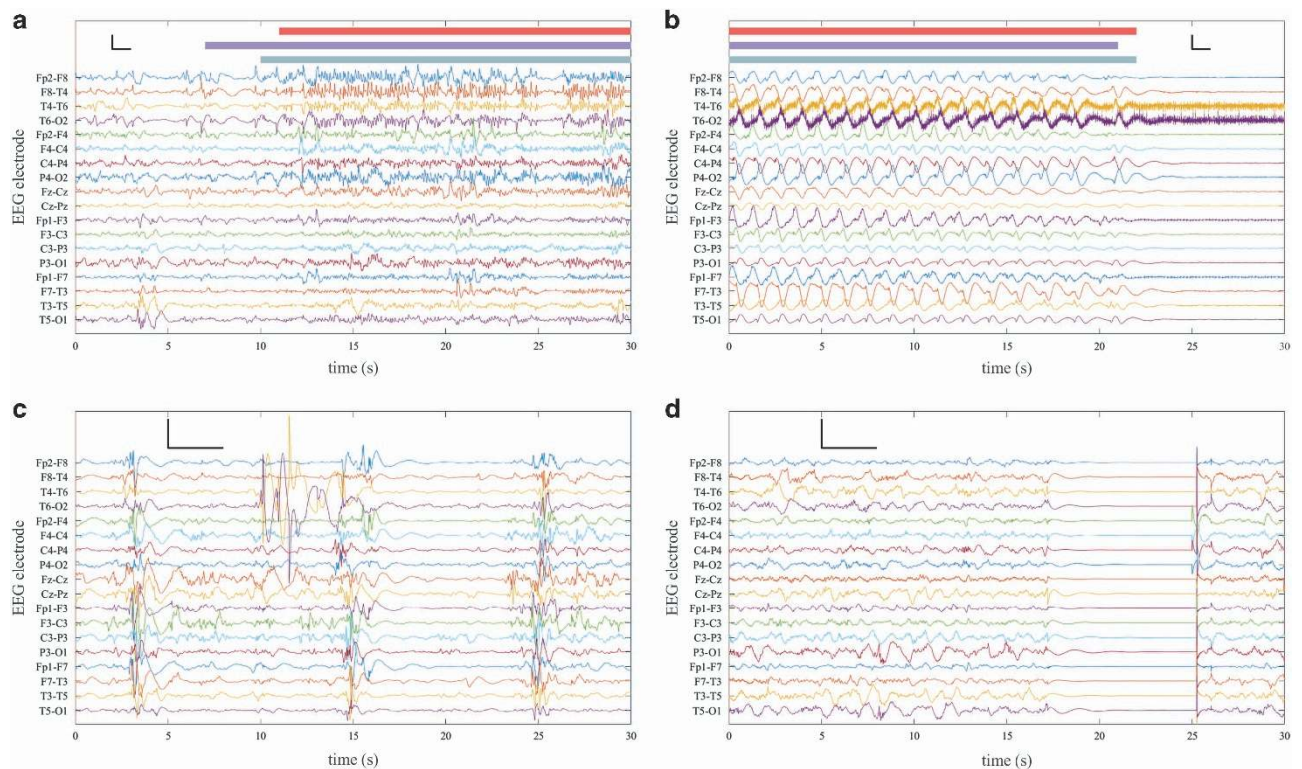 a
Fp2-F8
F8-T4
T4-T6
T6-O2
Fp2-F4
F4-C4
C4-P4
P4-O2
Fz-Cz
Cz-Pz
Fp1-F3
F3-C3
C3-P3
P3-O1
Fp1-F7
F7-T3
T3-T5
T5-O1
EEG electrode
0 5 10 15 20 25 30
time (s)
b
Fp2-F8
F8-T4
T4-T6
T6-O2
Fp2-F4
F4-C4
C4-P4
P4-O2
Fz-Cz
Cz-Pz
Fp1-F3
F3-C3
C3-P3
P3-O1
Fp1-F7
F7-T3
T3-T5
T5-O1
EEG electrode
0 5 10 15 20 25 30
time (s)
c
Fp2-F8
F8-T4
T4-T6
T6-O2
Fp2-F4
F4-C4
C4-P4
P4-O2
Fz-Cz
Cz-Pz
Fp1-F3
F3-C3
C3-P3
P3-O1
Fp1-F7
F7-T3
T3-T5
T5-O1
EEG electrode
0 5 10 15 20 25 30
time (s)
d
Fp2-F8
F8-T4
T4-T6
T6-O2
Fp2-F4
F4-C4
C4-P4
P4-O2
Fz-Cz
Cz-Pz
Fp1-F3
F3-C3
C3-P3
P3-O1
Fp1-F7
F7-T3
T3-T5
T5-O1
EEG electrode
0 5 10 15 20 25 30
time (s)